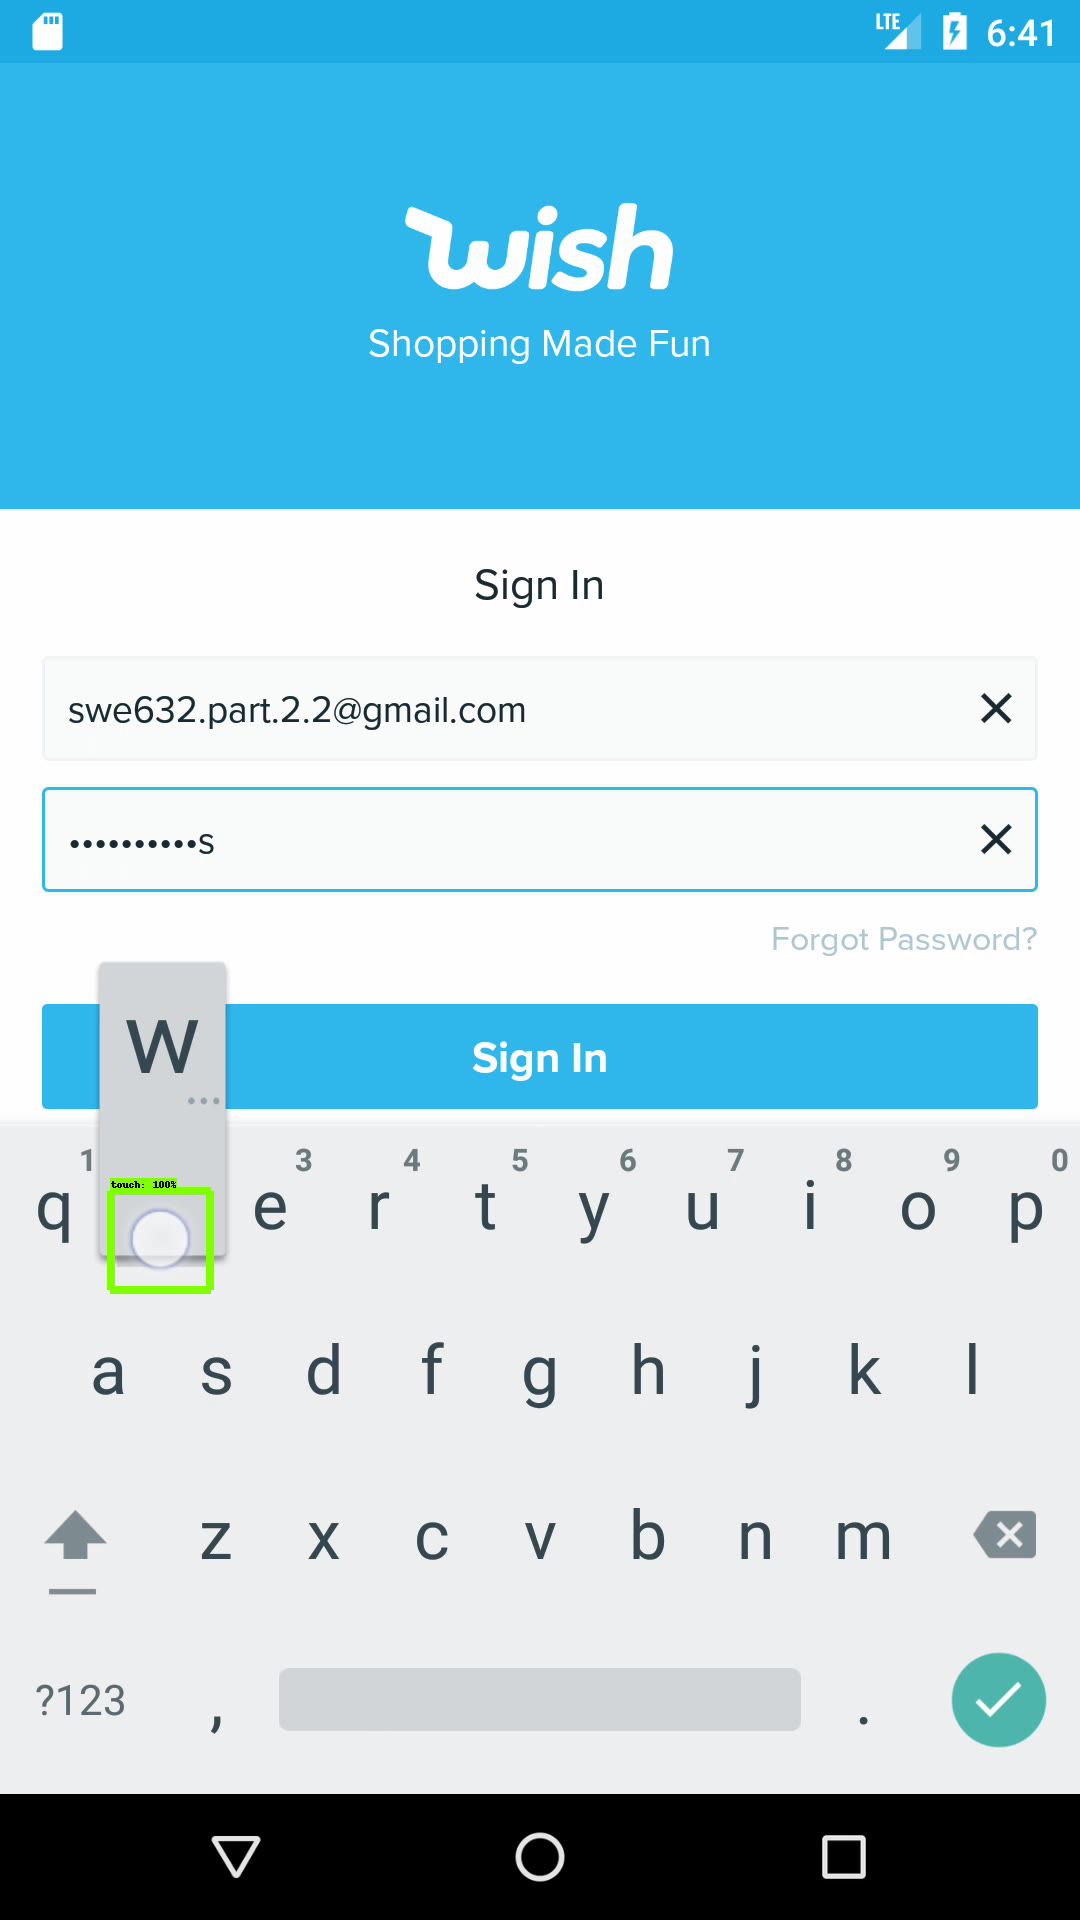 LTE 6:41
wish
Shopping Made Fun
Sign In
swe632.part.2.2@gmail.com
••••••••••s
Forgot Password?
w
...
Sign In
1 3 4 5 6 7 8 9 0
touch: 100%
q e r t y u i o p
a s d f g h j k l
z x c v b n m
?123 , .